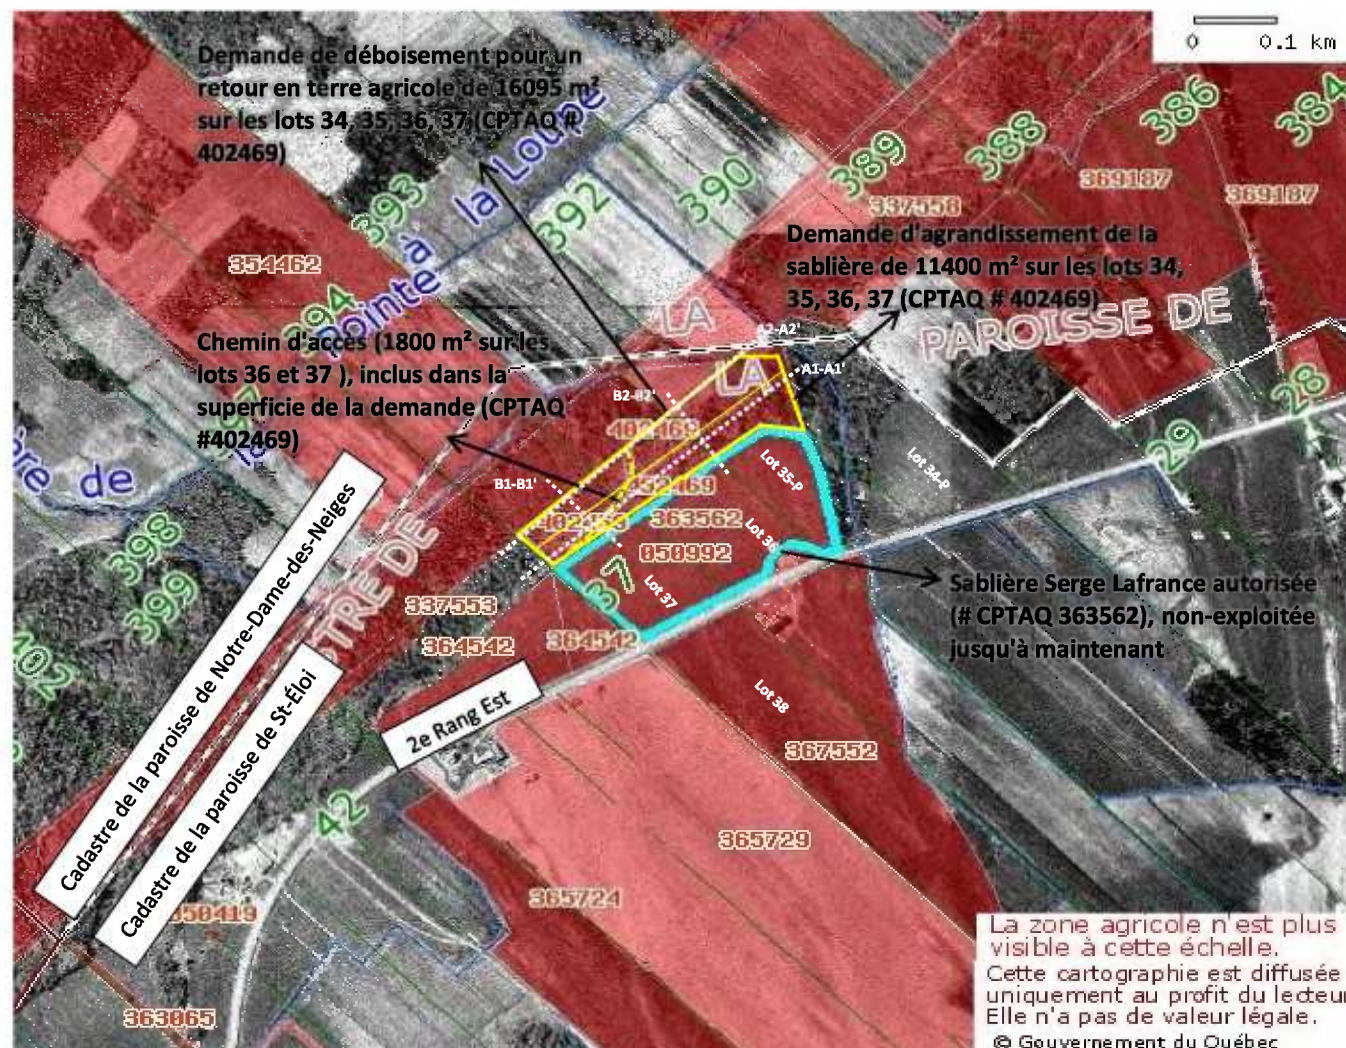 0 0.1 km
Demande de déboisement pour un
retour en terre agricole de 16095 m²
sur les lots 34, 35, 36, 37 (CPTAQ #
402469)
384
386
388
389
390
392
393
394
à la Loupe
Pointe
337558
369187
369187
354462
Demande d'agrandissement de la
sablière de 11400 m² sur les lots 34,
35, 36, 37 (CPTAQ # 402469)
LA
PAROISSE DE
A2-A2'
LA
A1-A1'
Chemin d'accès (1800 m² sur les
lots 36 et 37 ), inclus dans la
superficie de la demande (CPTAQ
#402469)
B2-B2'
28
29
de
B1-B1'
Lot 35-P
Lot 34-P
363562
050992
37
Lot 37
398
399
402
DE
337553
364542
364542
Sablière Serge Lafrance autorisée
(# CPTAQ 363562), non-exploitée
jusqu'à maintenant
Cadastre de la paroisse de Notre-Dame-des-Neiges
Cadastre de la paroisse de St-Éloi
2e Rang Est
Lot 38
367552
42
365729
365724
363065
La zone agricole n'est plus
visible à cette échelle.
Cette cartographie est diffusée
uniquement au profit du lecteur
Elle n'a pas de valeur légale.
© Gouvernement du Québec